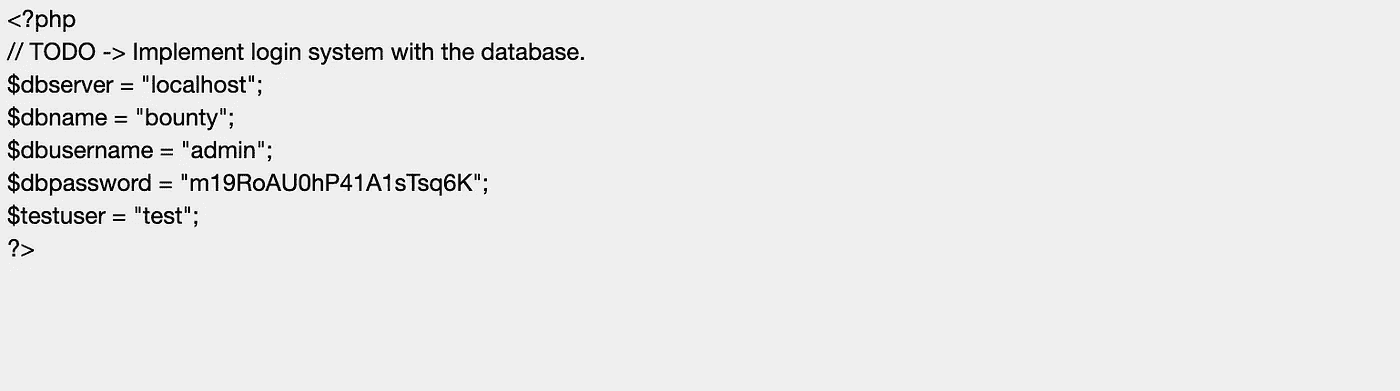 <?php
// TODO -> Implement login system with the database.
$dbserver = "localhost";
$dbname = "bounty";
$dbusername = "admin";
$dbpassword = "m19RoAU0hP41A1sTsq6K";
$testuser = "test";
?>